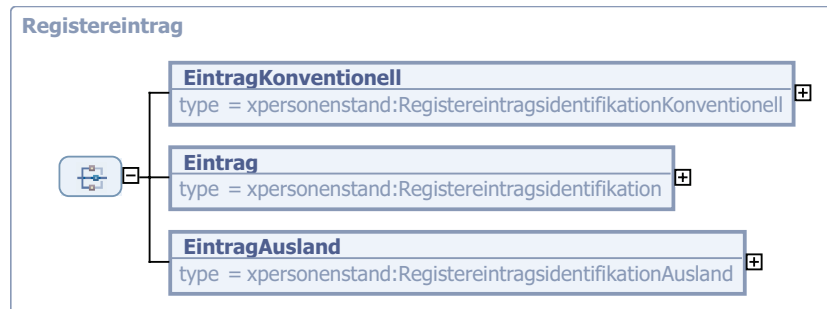 Registereintrag
EintragKonventionell
type = xpersonenstand:RegistereintragsidentifikationKonventionell
Eintrag
type = xpersonenstand:Registereintragsidentifikation
EintragAusland
type = xpersonenstand:RegistereintragsidentifikationAusland